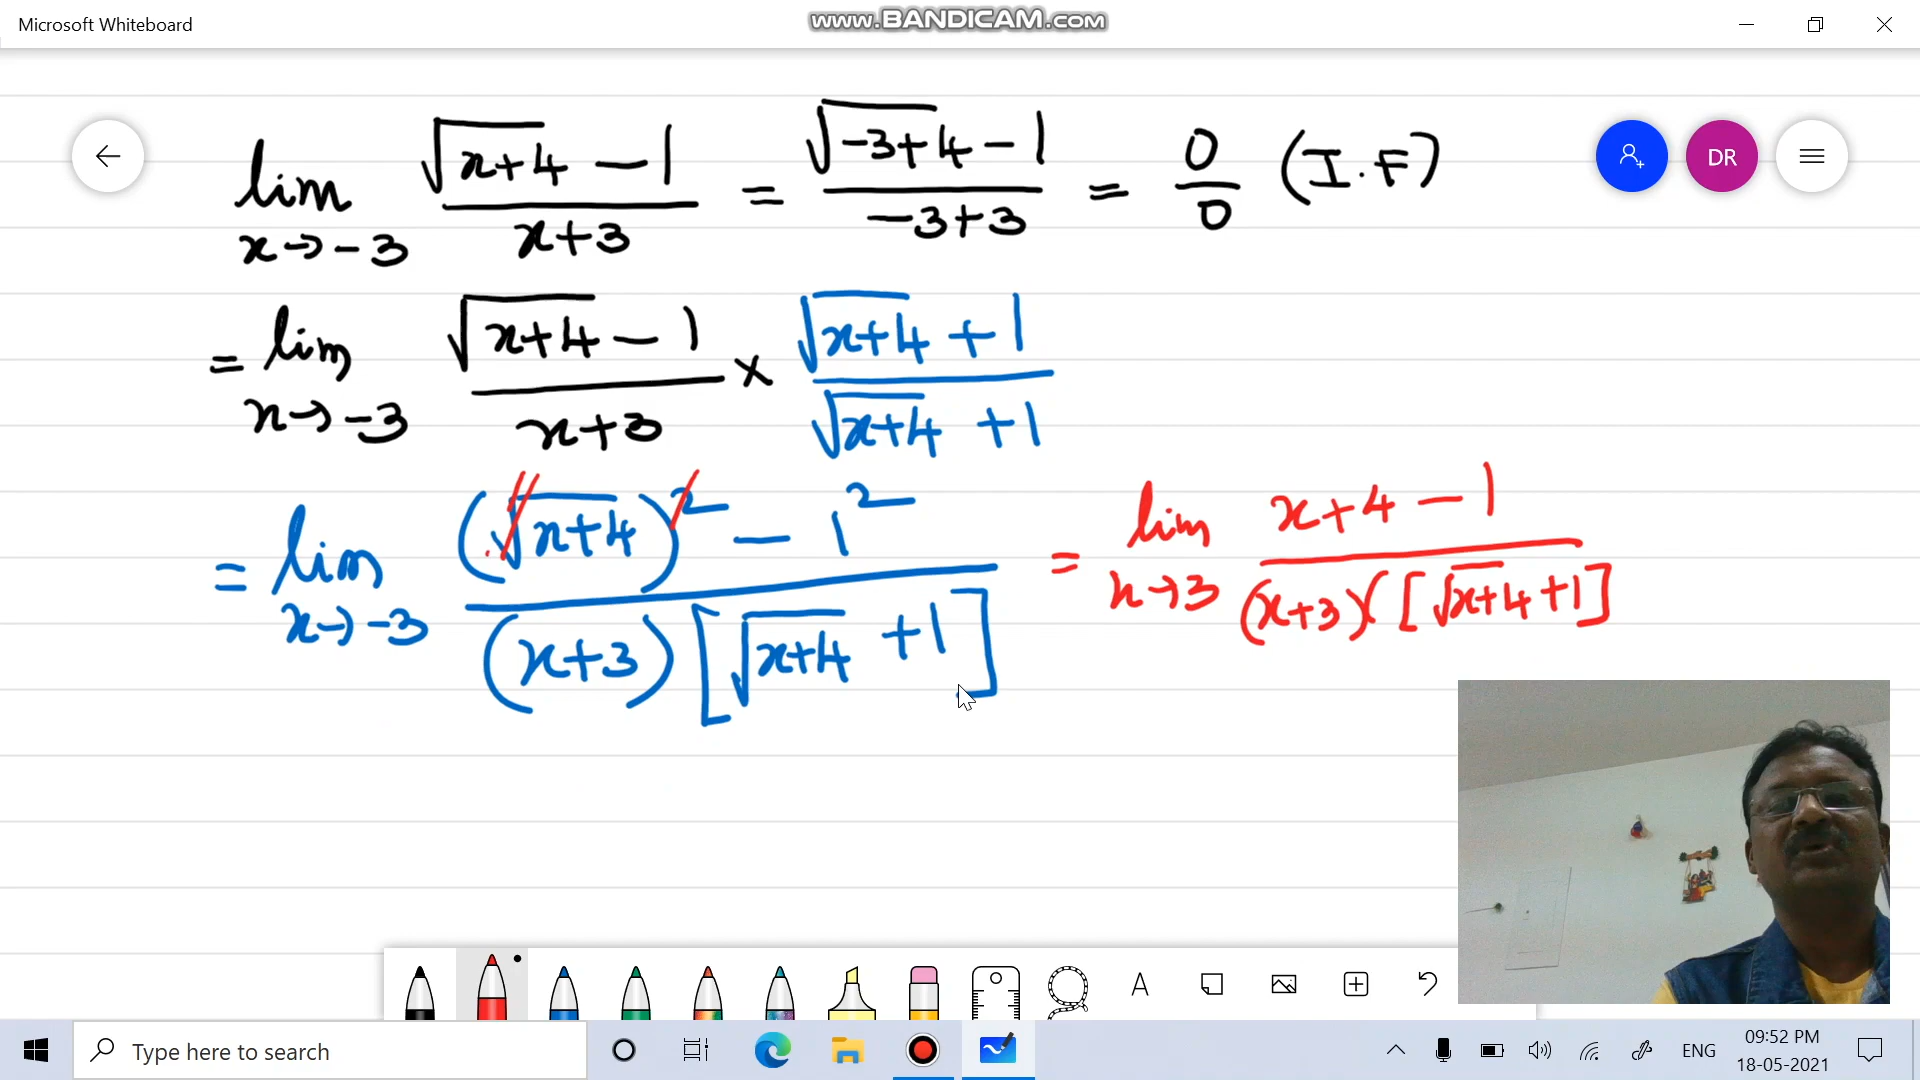 Microsoft Whiteboard
www.BANDICAM.com
lim x→-3 (√(x+4) - 1)/(x+3) = (√(-3+4) - 1)/(-3+3) = 0/0 (I.F)
DR
= lim x→-3 (√(x+4) - 1)/(x+3) × (√(x+4) + 1)/(√(x+4) + 1)
= lim x→-3 ((√(x+4))² - 1²)/((x+3)[√(x+4) + 1])
= lim x→3 (x+4-1)/((x+3)([√(x+4) + 1])
A
Type here to search
ENG
09:52 PM
18-05-2021